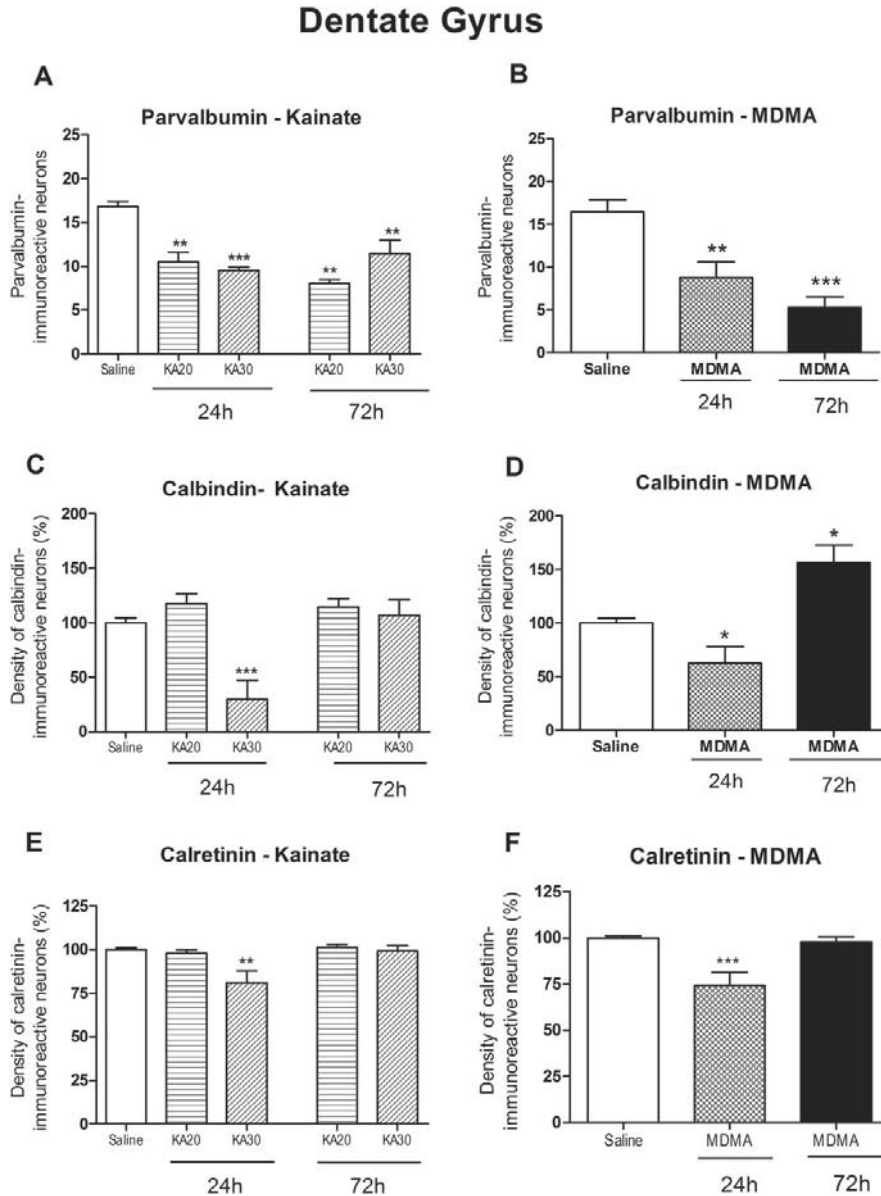 Dentate Gyrus
A
Parvalbumin - Kainate
Parvalbumin-
immunoreactive neurons
25
20
15
10
5
0
**
***
**
**
Saline
KA20
KA30
KA20
KA30
24h
72h
B
Parvalbumin - MDMA
Parvalbumin-
immunoreactive neurons
25
20
15
10
5
0
**
***
Saline
MDMA
MDMA
24h
72h
C
Calbindin- Kainate
Density of calbindin-
immunoreactive neurons (%)
200
150
100
50
0
***
Saline
KA20
KA30
KA20
KA30
24h
72h
D
Calbindin - MDMA
Density of calbindin-
immunoreactive neurons (%)
200
150
100
50
0
*
*
Saline
MDMA
MDMA
24h
72h
E
Calretinin - Kainate
Density of calretinin-
immunoreactive neurons (%)
125
100
75
50
25
0
**
Saline
KA20
KA30
KA20
KA30
24h
72h
F
Calretinin - MDMA
Density of calretinin-
immunoreactive neurons (%)
125
100
75
50
25
0
***
Saline
MDMA
MDMA
24h
72h